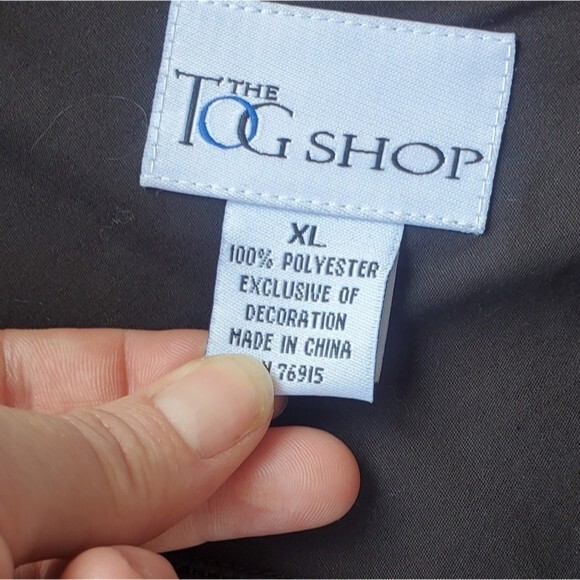 THE
TOG SHOP
XL
100% POLYESTER
EXCLUSIVE OF
DECORATION
MADE IN CHINA
76915